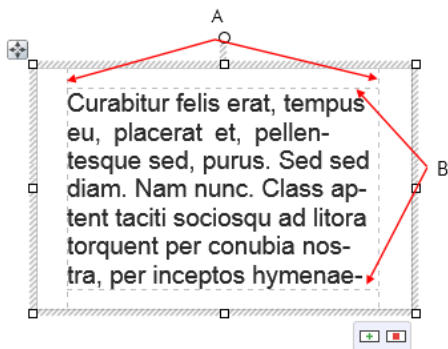 A
Curabitur felis erat, tempus
eu, placerat et, pellen-
tesque sed, purus. Sed sed
diam. Nam nunc. Class ap-
tent taciti sociosqu ad litora
torquent per conubia nos-
tra, per inceptos hymenae-
B